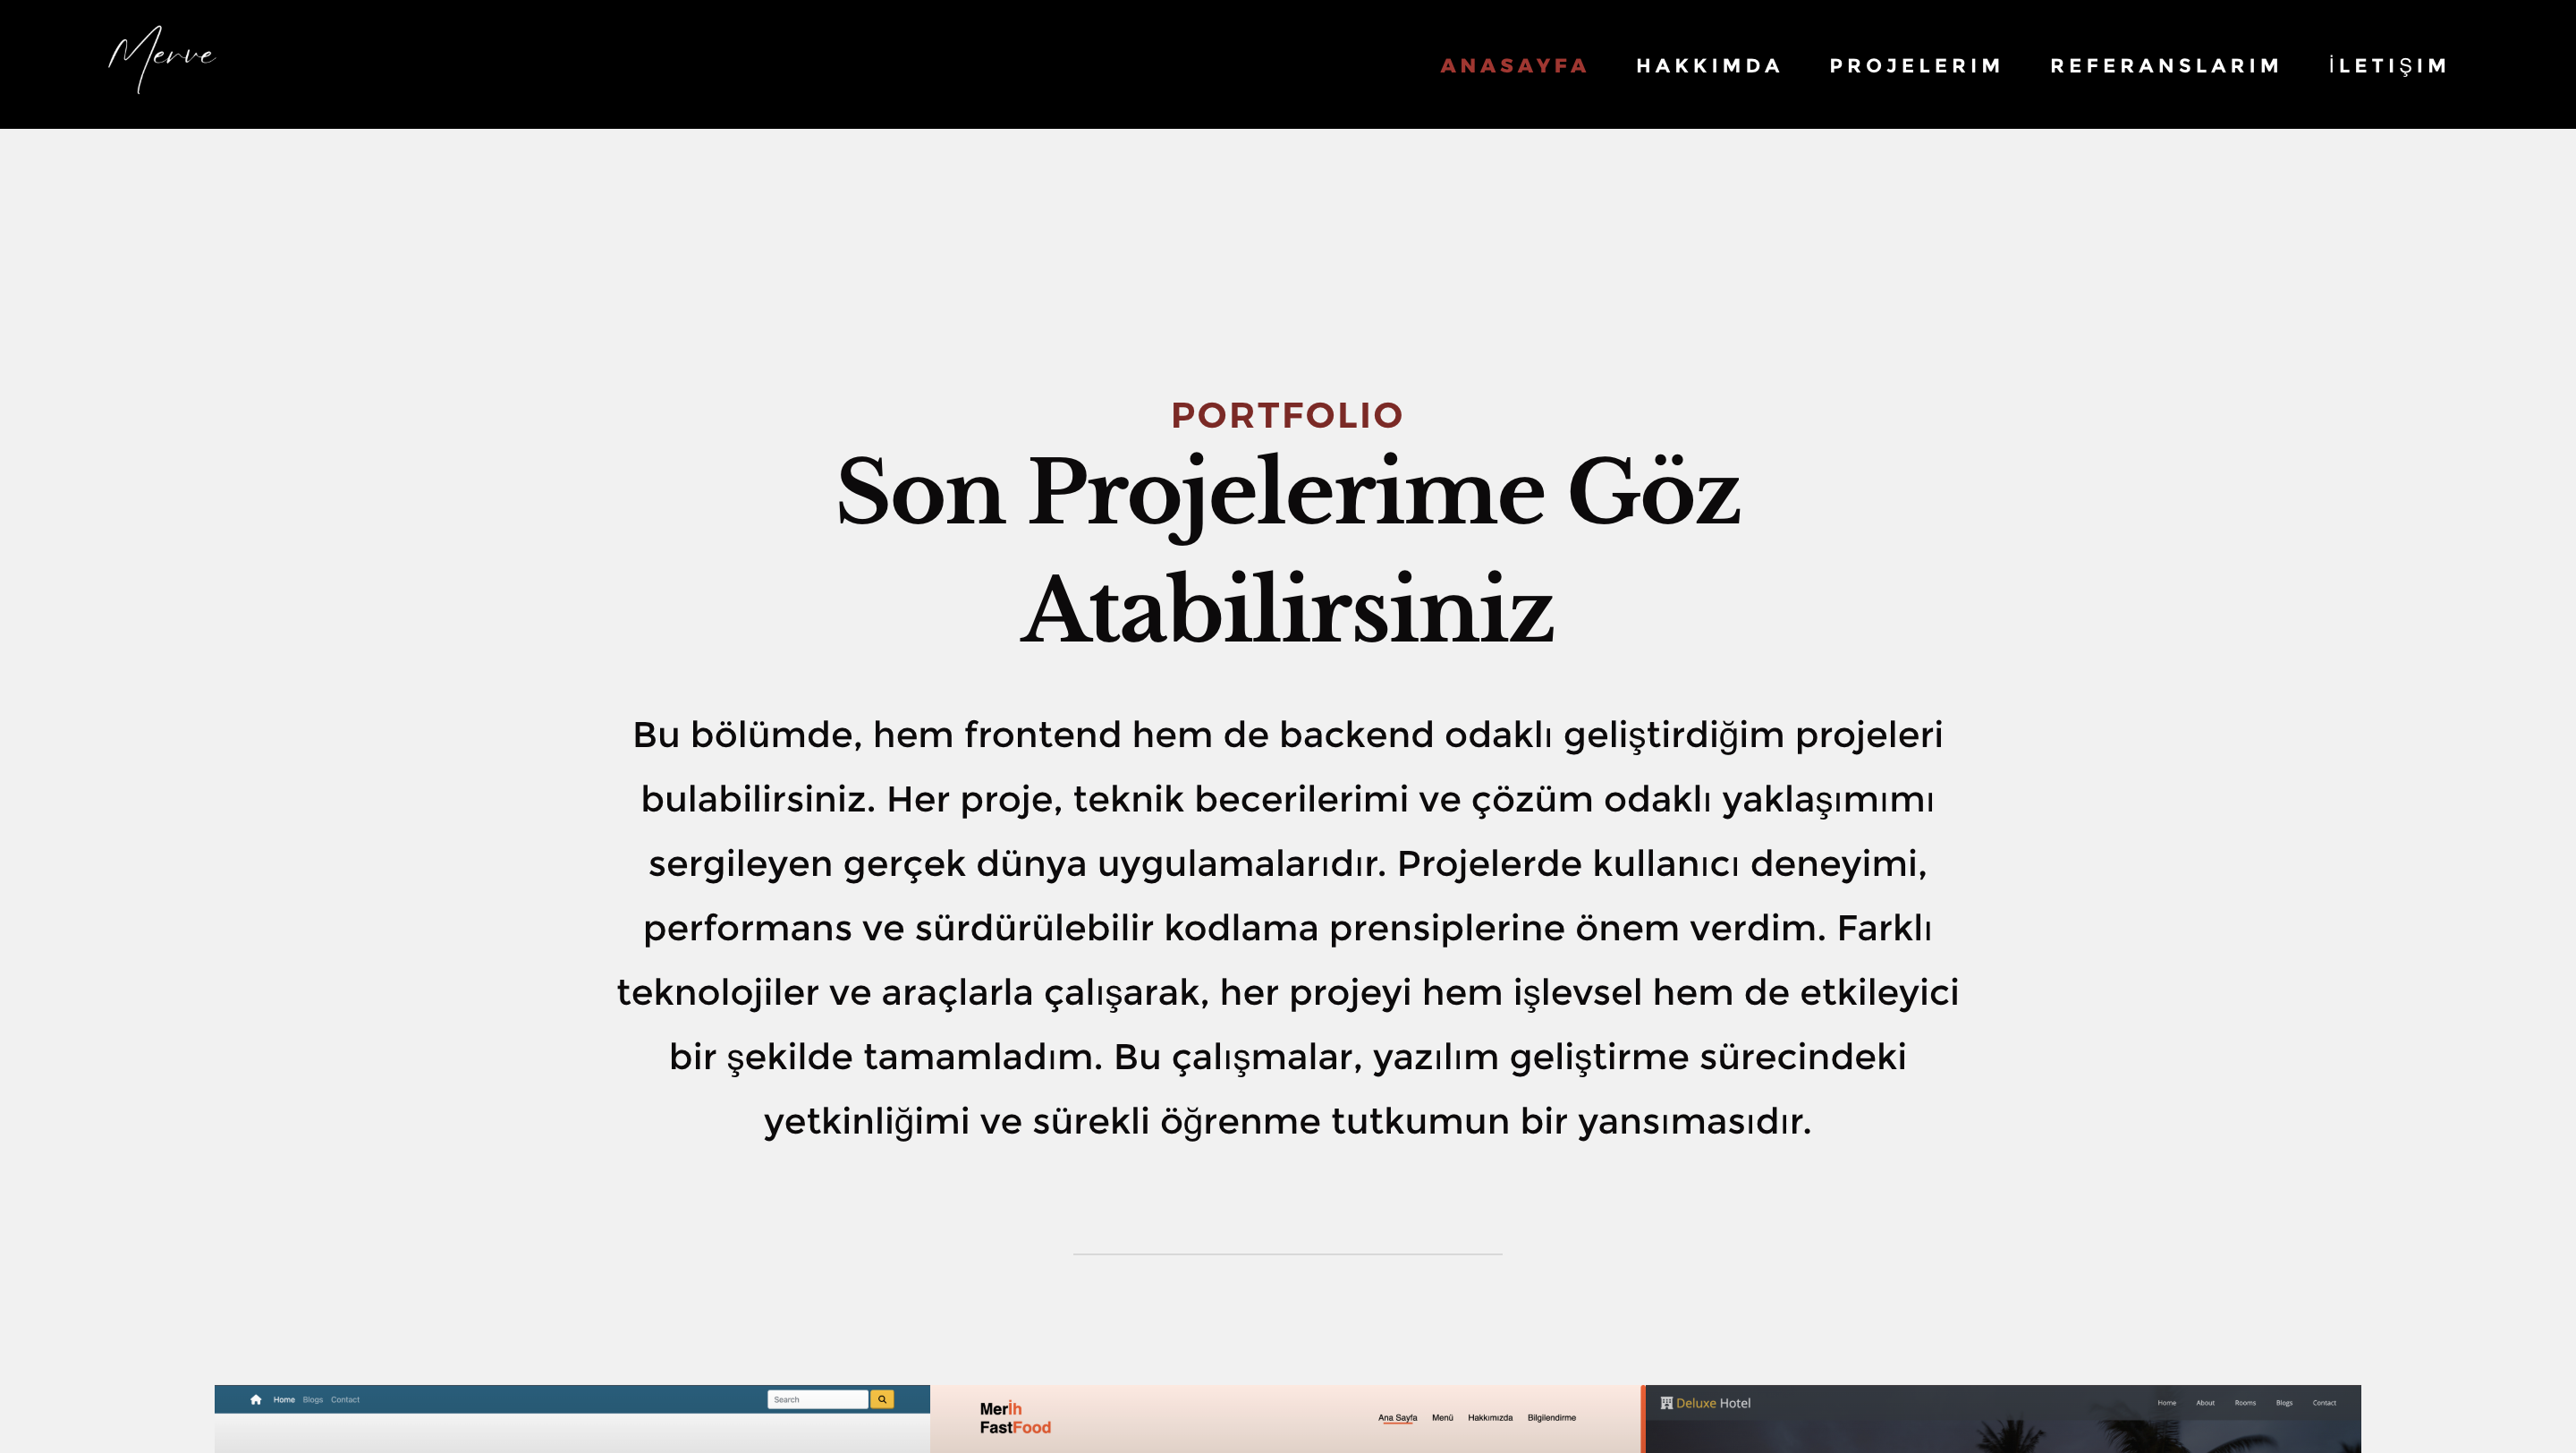 Merve
ANASAYFA HAKKIMDA PROJELERIM REFERANSLARIM İLETIŞIM
PORTFOLIO
Son Projelerime Göz
Atabilirsiniz
Bu bölümde, hem frontend hem de backend odaklı geliştirdiğim projeleri
bulabilirsiniz. Her proje, teknik becerilerimi ve çözüm odaklı yaklaşımımı
sergileyen gerçek dünya uygulamalarıdır. Projelerde kullanıcı deneyimi,
performans ve sürdürülebilir kodlama prensiplerine önem verdim. Farklı
teknolojiler ve araçlarla çalışarak, her projeyi hem işlevsel hem de etkileyici
bir şekilde tamamladım. Bu çalışmalar, yazılım geliştirme sürecindeki
yetkinliğimi ve sürekli öğrenme tutkumun bir yansımasıdır.
Home Blogs Contact Search
Merİh
FastFood
Ana Sayfa Menü Hakkımızda Bilgilendirme
Deluxe Hotel Home About Rooms Blogs Contact